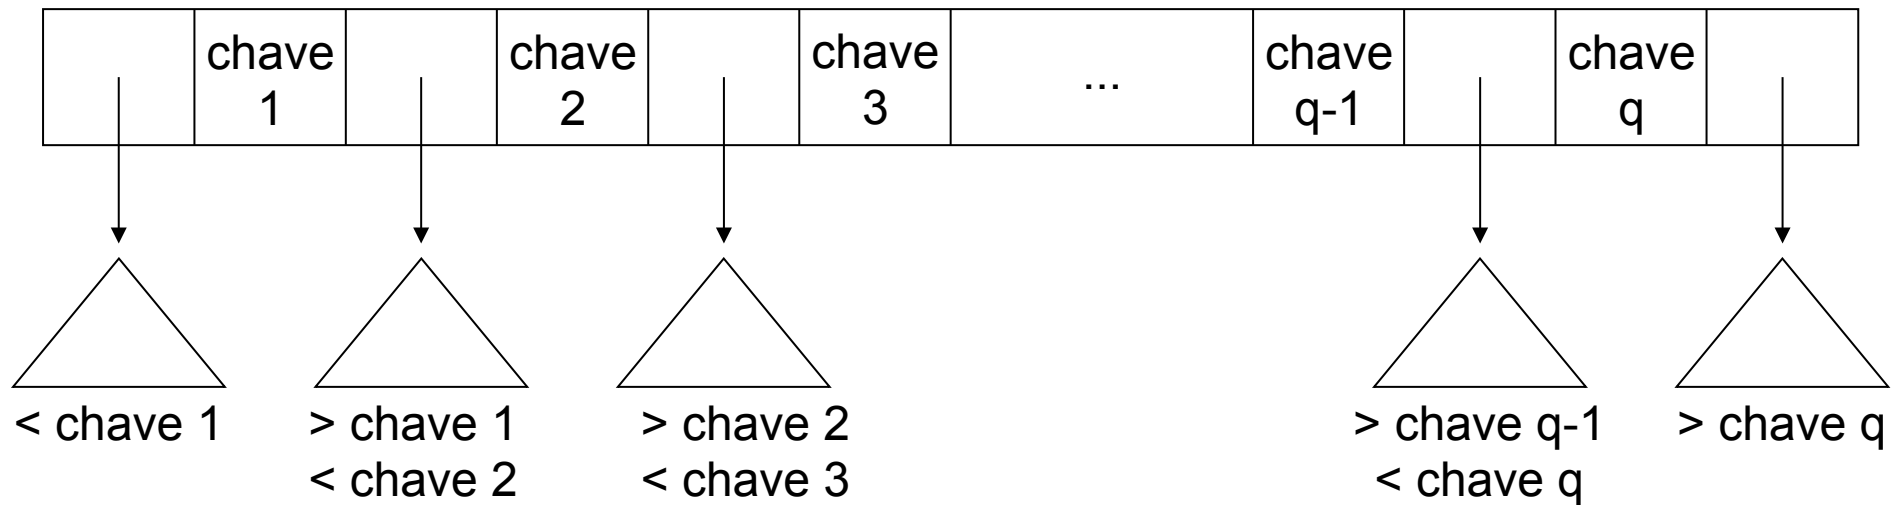 chave
1
chave
2
chave
3
...
chave
q-1
chave
q
< chave 1
> chave 1
< chave 2
> chave 2
< chave 3
> chave q-1
< chave q
> chave q